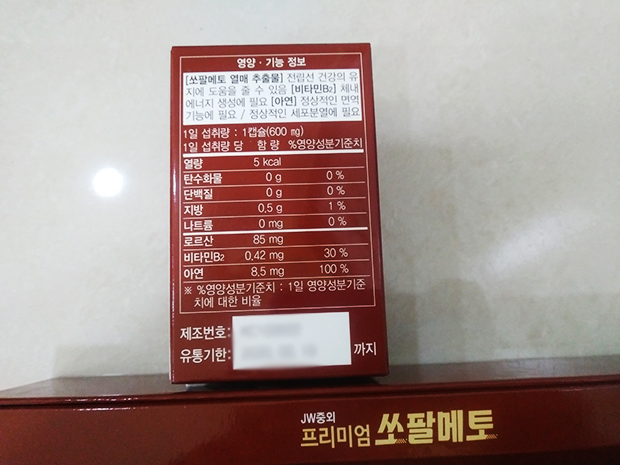 영양 · 기능 정보
[쏘팔메토 열매 추출물] 전립선 건강의 유
지에 도움을 줄 수 있음 [비타민B2] 체내
에너지 생성에 필요 [아연] 정상적인 면역
기능에 필요 / 정상적인 세포분열에 필요
1일 섭취량 : 1캡슐(600 mg)
1일 섭취량 당 함 량 %영양성분기준치
열량 5 kcal
탄수화물 0 g 0 %
단백질 0 g 0 %
지방 0.5 g 1 %
나트륨 0 mg 0 %
로르산 85 mg
비타민B2 0.42 mg 30 %
아연 8.5 mg 100 %
※ %영양성분기준치 : 1일 영양성분기준
치에 대한 비율
제조번호:
유통기한: 까지
JW중외
프리미엄 쏘팔메토